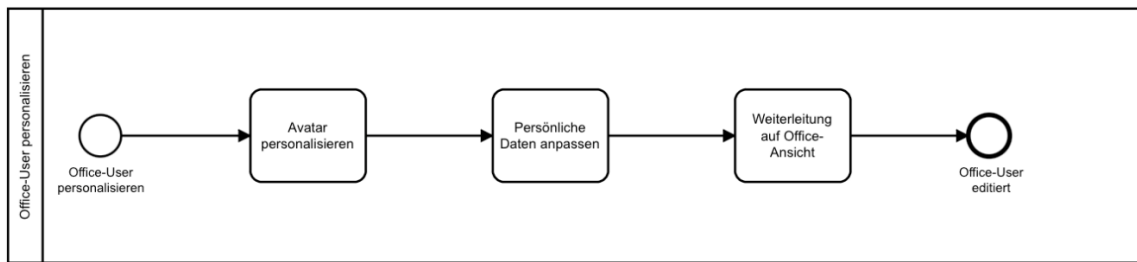 Office-User personalisieren
Office-User
personalisieren
Avatar
personalisieren
Persönliche
Daten anpassen
Weiterleitung
auf Office-
Ansicht
Office-User
editiert